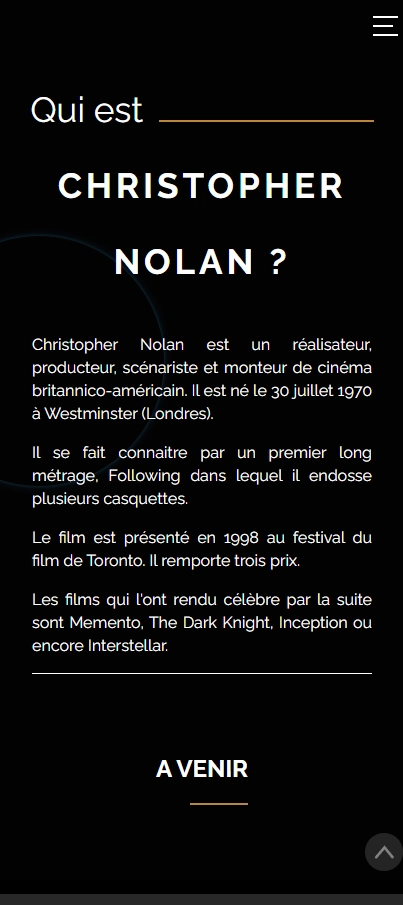 Qui est
CHRISTOPHER
NOLAN ?
Christopher Nolan est un réalisateur,
producteur, scénariste et monteur de cinéma
britannico-américain. Il est né le 30 juillet 1970
à Westminster (Londres).
Il se fait connaitre par un premier long
métrage, Following dans lequel il endosse
plusieurs casquettes.
Le film est présenté en 1998 au festival du
film de Toronto. Il remporte trois prix.
Les films qui l'ont rendu célèbre par la suite
sont Memento, The Dark Knight, Inception ou
encore Interstellar.
A VENIR